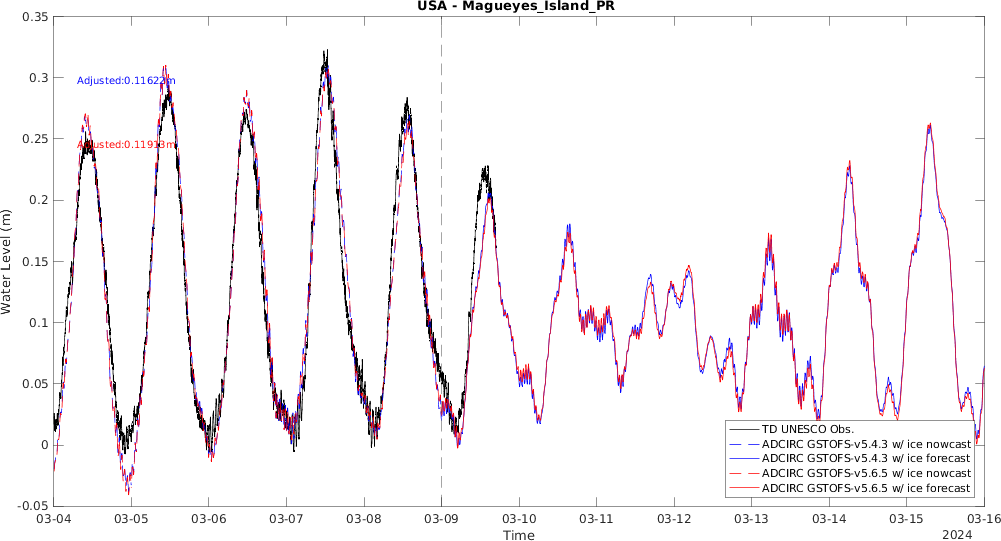 USA - Magueyes_Island_PR
0.35
0.3
0.25
0.2
0.15
0.1
0.05
0
-0.05
Water Level (m)
Adjusted:0.11622m
Adjusted:0.11913m
TD UNESCO Obs.
ADCIRC GSTOFS-v5.4.3 w/ ice nowcast
ADCIRC GSTOFS-v5.4.3 w/ ice forecast
ADCIRC GSTOFS-v5.6.5 w/ ice nowcast
ADCIRC GSTOFS-v5.6.5 w/ ice forecast
03-04 03-05 03-06 03-07 03-08 03-09 03-10 03-11 03-12 03-13 03-14 03-15 03-16
Time
2024